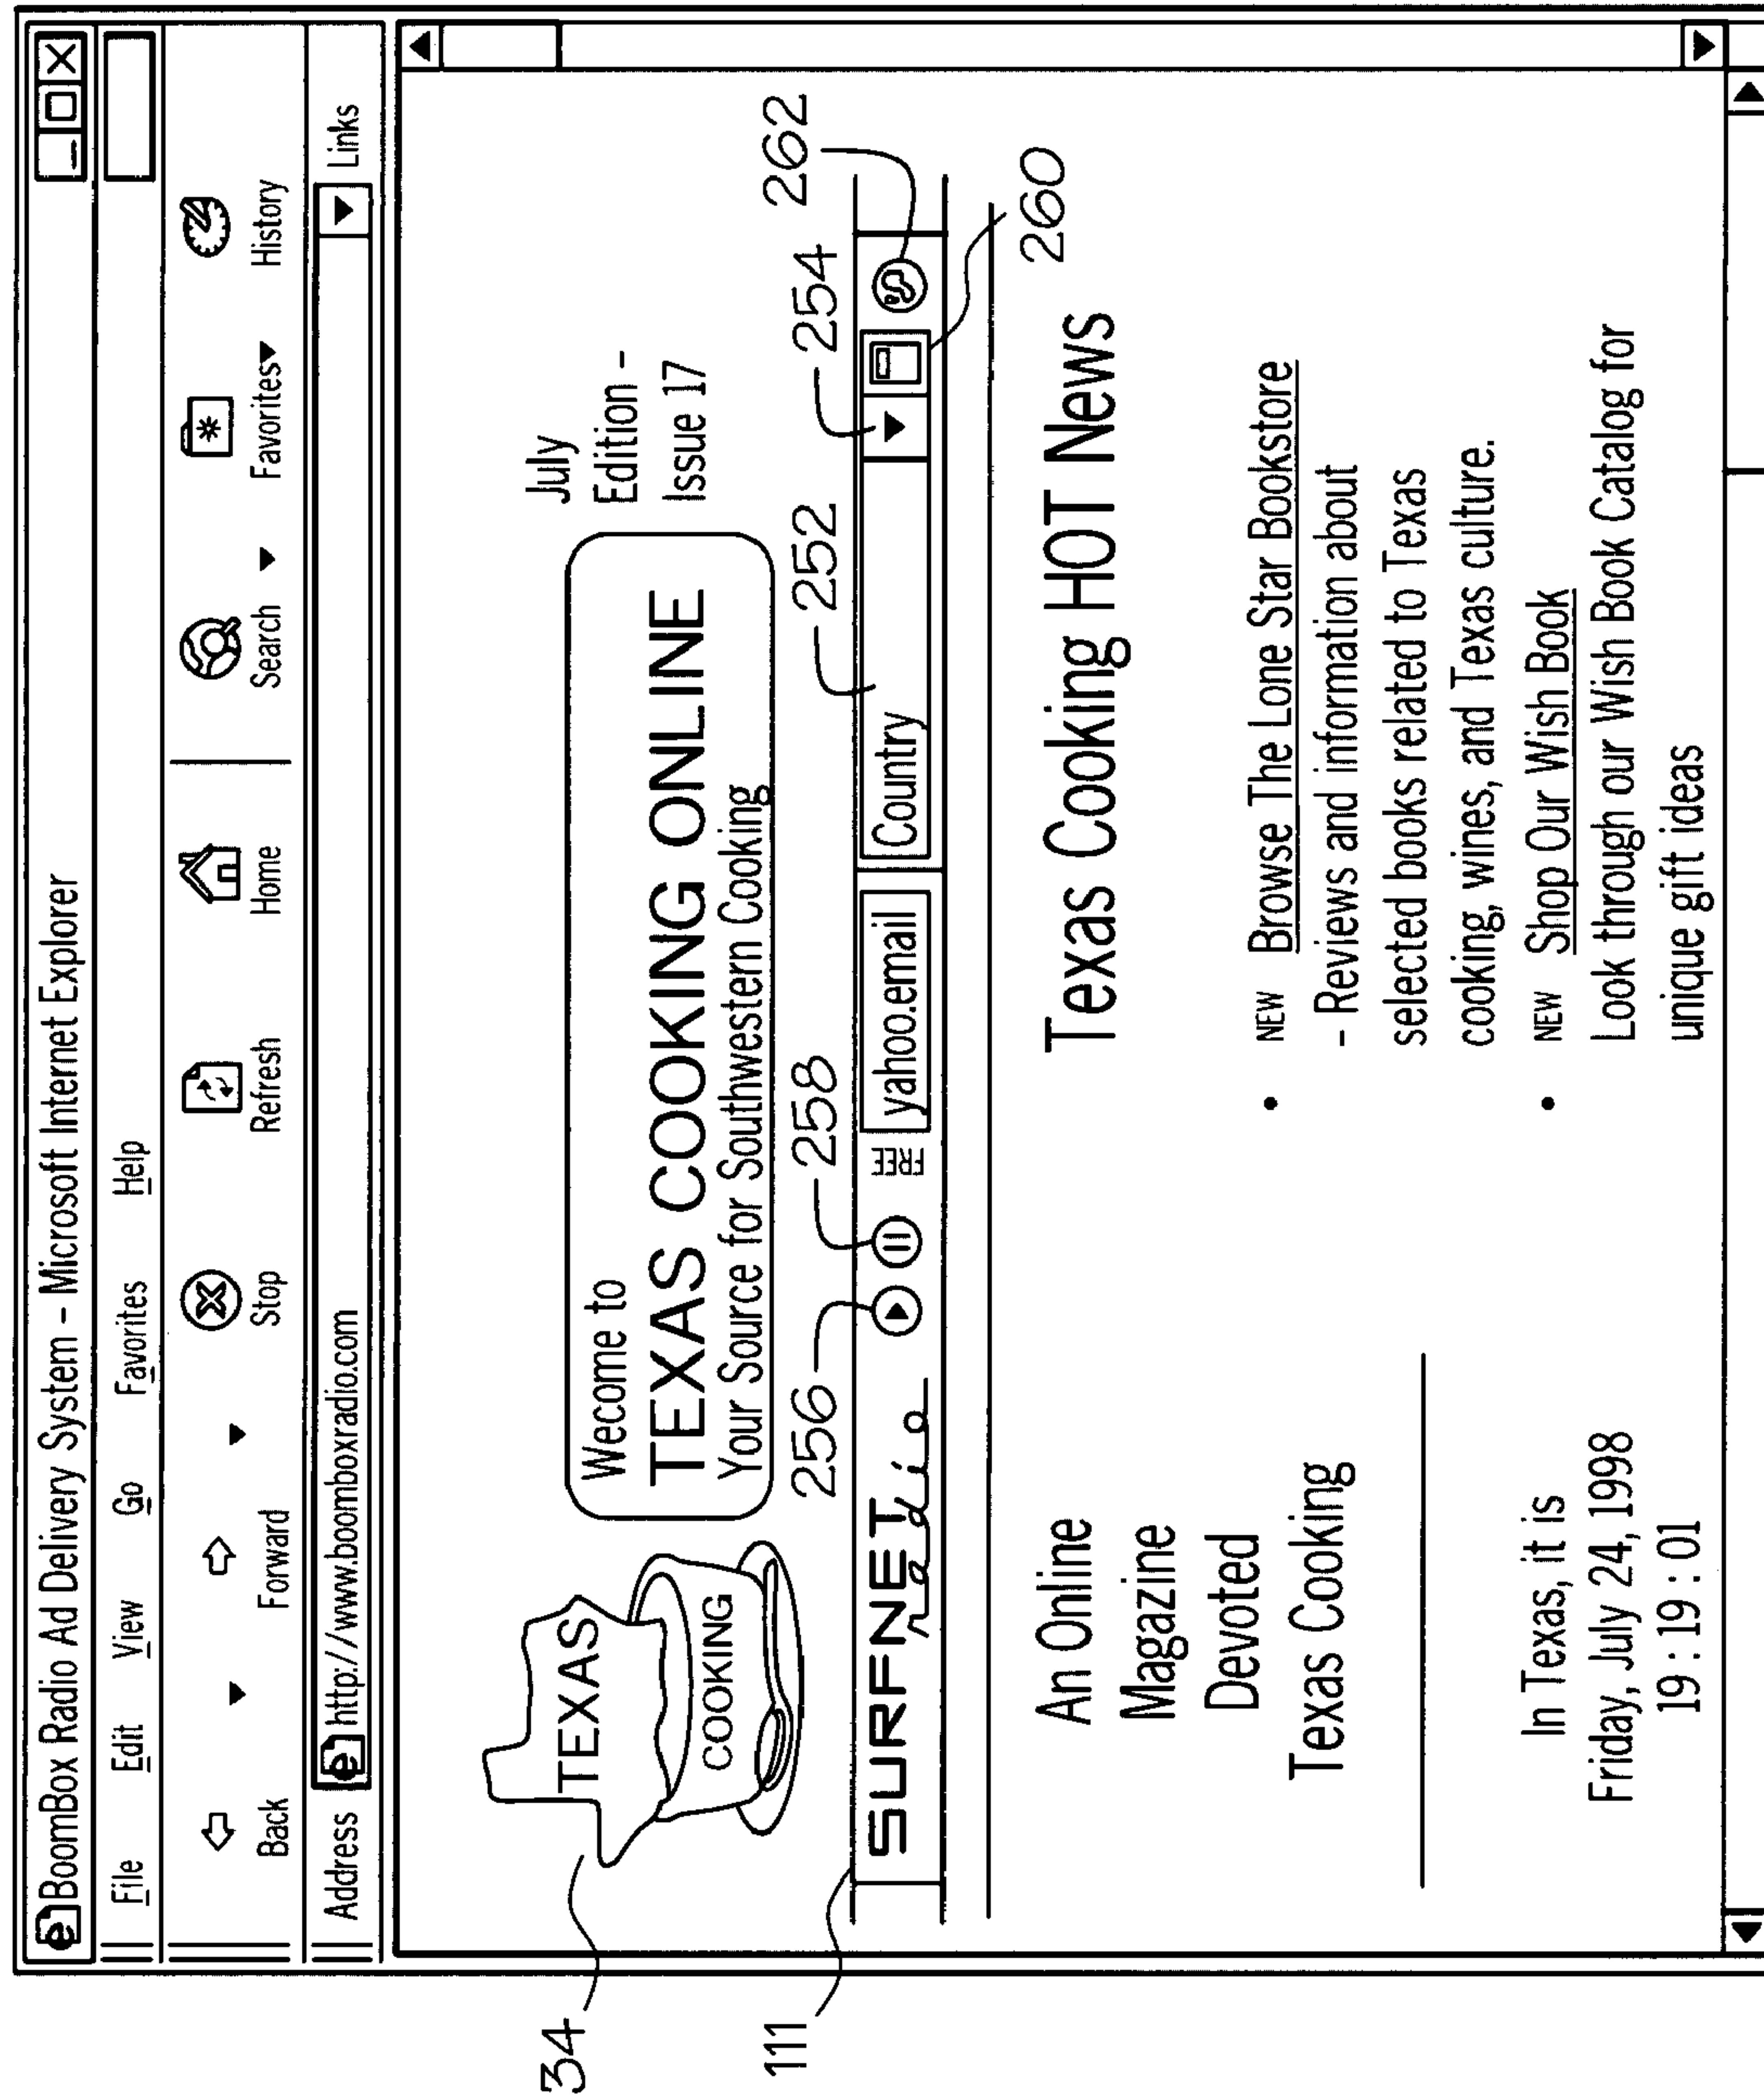 BoomBox Radio Ad Delivery System – Microsoft Internet Explorer
File Edit View Go Favorites Help
Back Forward Stop Refresh Home Search Favorites History
Address http://www.boomboxradio.com Links
34
TEXAS
COOKING
Wecome to
TEXAS COOKING ONLINE
Your Source for Southwestern Cooking
July
Edition –
Issue 17
111
256 258 252 254 262
SURFNET radio FREE yahoo.email Country
260
An Online
Magazine
Devoted
Texas Cooking
In Texas, it is
Friday, July 24, 1998
19 : 19 : 01
Texas Cooking HOT News
• NEW Browse The Lone Star Bookstore
– Reviews and information about
selected books related to Texas
cooking, wines, and Texas culture.
• NEW Shop Our Wish Book
Look through our Wish Book Catalog for
unique gift ideas